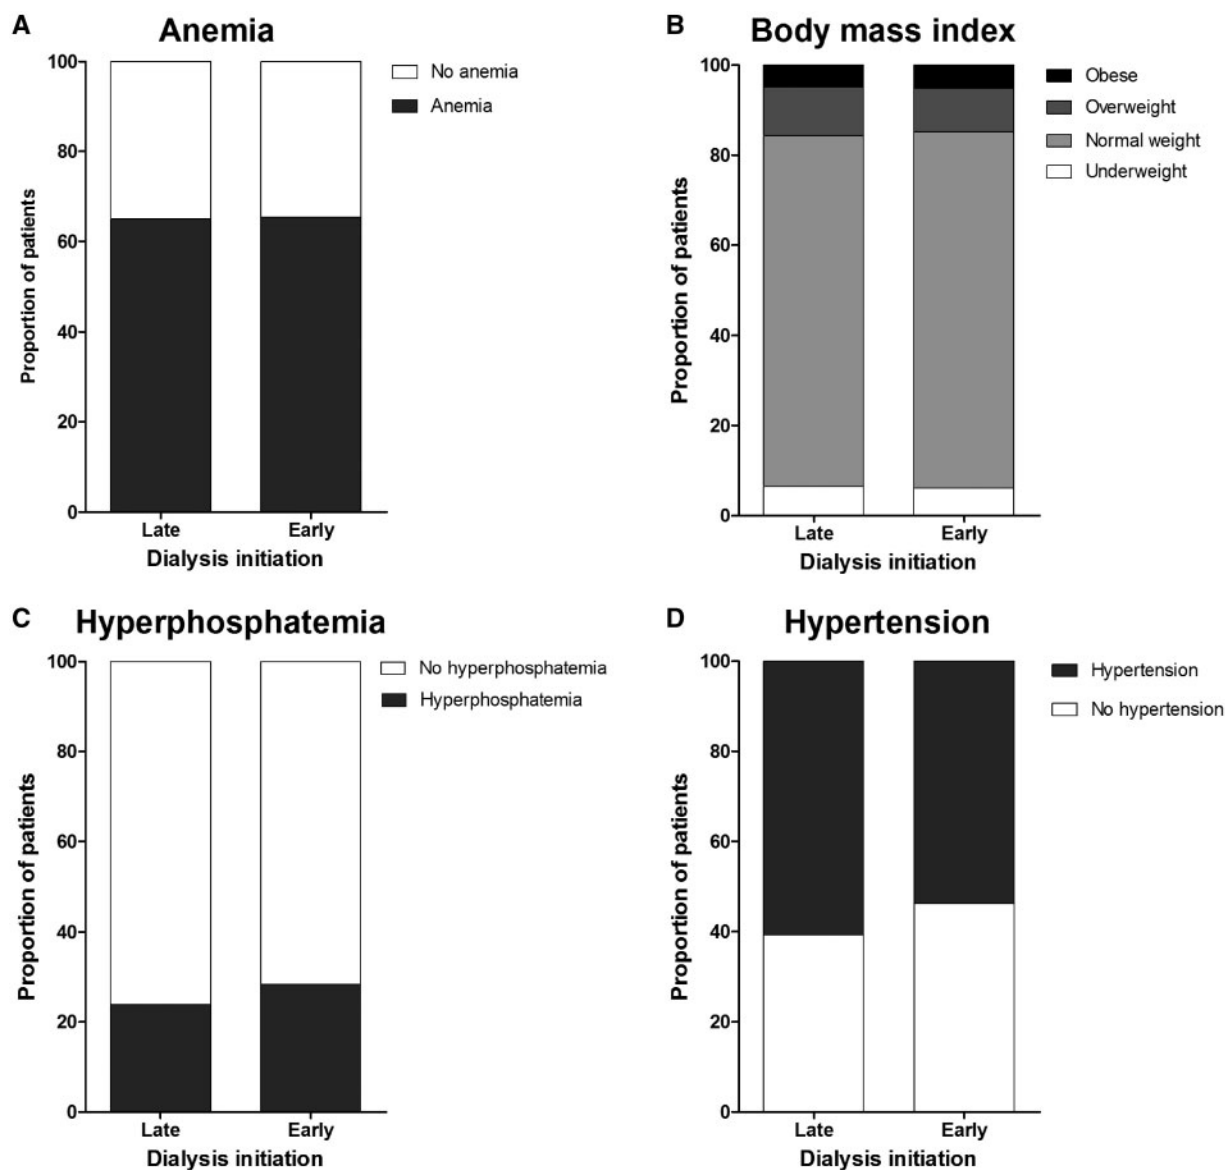 A
Anemia
100
80
60
40
20
0
Proportion of patients
Late
Early
Dialysis initiation
No anemia
Anemia
B
Body mass index
100
80
60
40
20
0
Proportion of patients
Late
Early
Dialysis initiation
Obese
Overweight
Normal weight
Underweight
C
Hyperphosphatemia
100
80
60
40
20
0
Proportion of patients
Late
Early
Dialysis initiation
No hyperphosphatemia
Hyperphosphatemia
D
Hypertension
100
80
60
40
20
0
Proportion of patients
Late
Early
Dialysis initiation
Hypertension
No hypertension